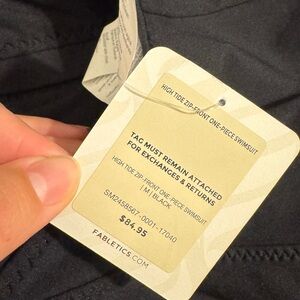 HIGH TIDE ZIP-FRONT ONE-PIECE SWIMSUIT
TAG MUST REMAIN ATTACHED
FOR EXCHANGES & RETURNS
HIGH TIDE ZIP-FRONT ONE-PIECE SWIMSUIT
| M | BLACK
SM2458567-0001-17040
$84.95
FABLETICS.COM